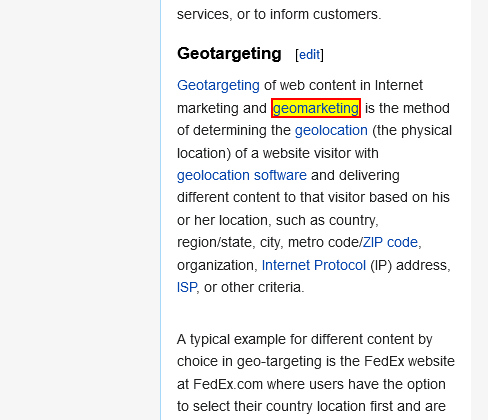 services, or to inform customers.
Geotargeting [edit]
Geotargeting of web content in Internet
marketing and geomarketing is the method
of determining the geolocation (the physical
location) of a website visitor with
geolocation software and delivering
different content to that visitor based on his
or her location, such as country,
region/state, city, metro code/ZIP code,
organization, Internet Protocol (IP) address,
ISP, or other criteria.
A typical example for different content by
choice in geo-targeting is the FedEx website
at FedEx.com where users have the option
to select their country location first and are